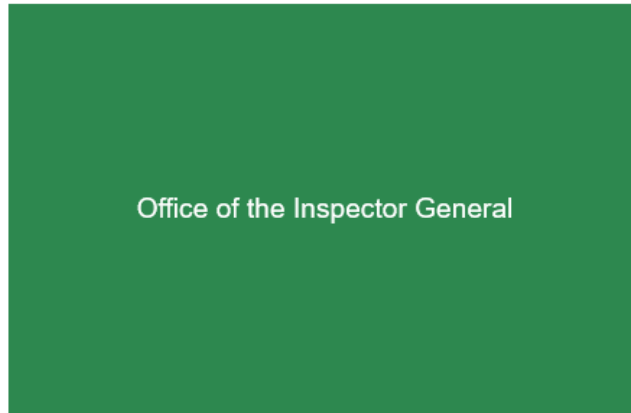 Office of the Inspector General